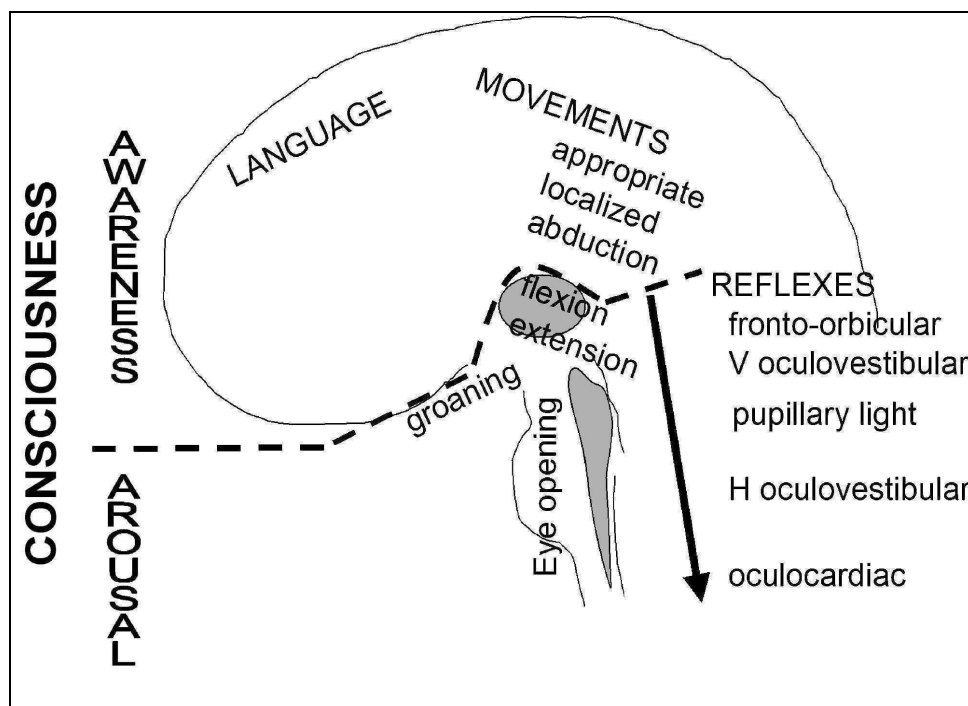 CONSCIOUSNESS
AWARENESS
AROUSAL
LANGUAGE
MOVEMENTS
appropriate
localized
abduction
flexion
extension
groaning
Eye opening
REFLEXES
fronto-orbicular
V oculovestibular
pupillary light
H oculovestibular
oculocardiac